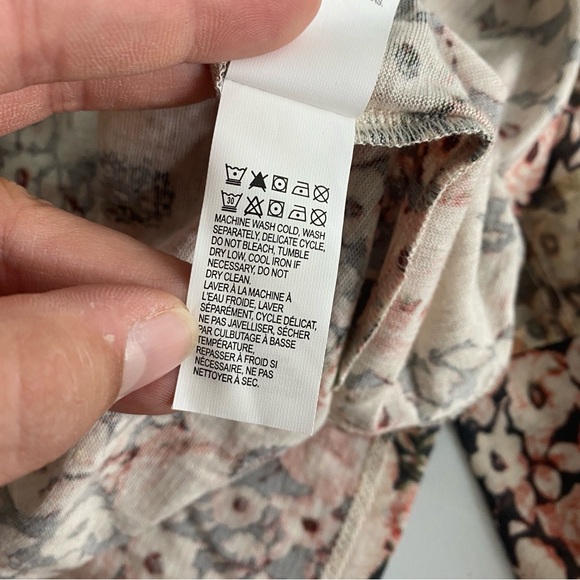 30
MACHINE WASH COLD, WASH
SEPARATELY, DELICATE CYCLE,
DO NOT BLEACH, TUMBLE
DRY LOW, COOL IRON IF
NECESSARY, DO NOT
DRY CLEAN.
LAVER À LA MACHINE À
L'EAU FROIDE, LAVER
SÉPARÉMENT, CYCLE DÉLICAT,
NE PAS JAVELLISER, SÉCHER
PAR CULBUTAGE À BASSE
TEMPÉRATURE.
REPASSER À FROID SI
NÉCESSAIRE, NE PAS
NETTOYER À SEC.